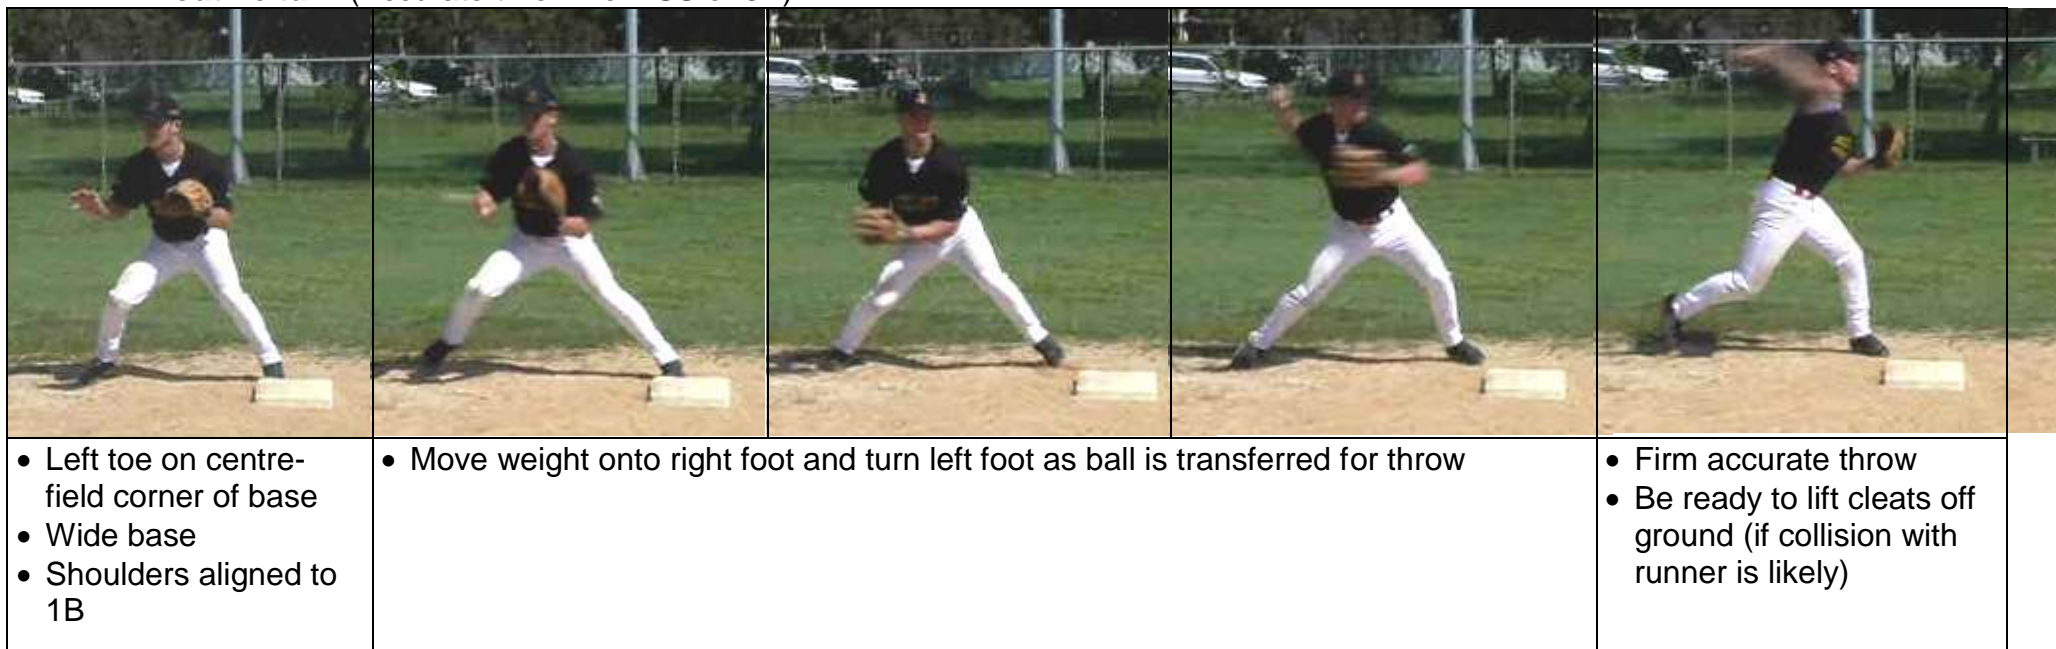 • Left toe on centre-
field corner of base
• Wide base
• Shoulders aligned to
1B
• Move weight onto right foot and turn left foot as ball is transferred for throw
• Firm accurate throw
• Be ready to lift cleats off
ground (if collision with
runner is likely)